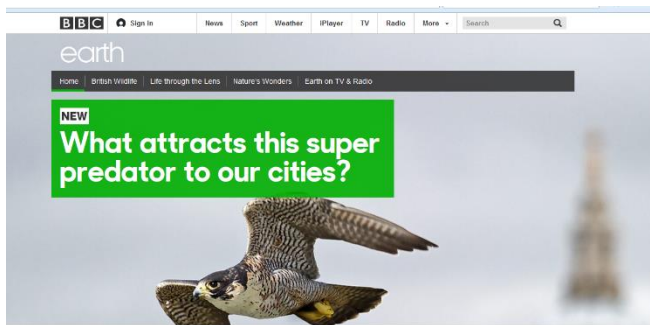 BBC Sign In News Sport Weather iPlayer TV Radio More Search
earth
Home British Wildlife Life through the Lens Nature's Wonders Earth on TV & Radio
NEW
What attracts this super
predator to our cities?